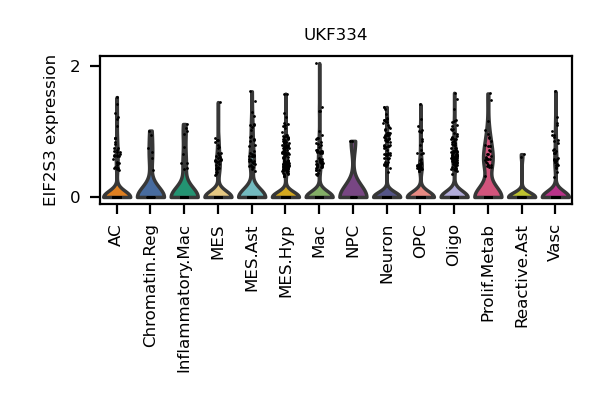 UKF334
EIF2S3 expression
2
0
AC
Chromatin.Reg
Inflammatory.Mac
MES
MES.Ast
MES.Hyp
Mac
NPC
Neuron
OPC
Oligo
Prolif.Metab
Reactive.Ast
Vasc